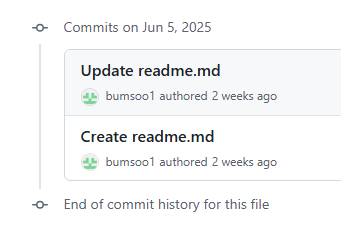 Commits on Jun 5, 2025
Update readme.md
bumsoo1 authored 2 weeks ago
Create readme.md
bumsoo1 authored 2 weeks ago
End of commit history for this file